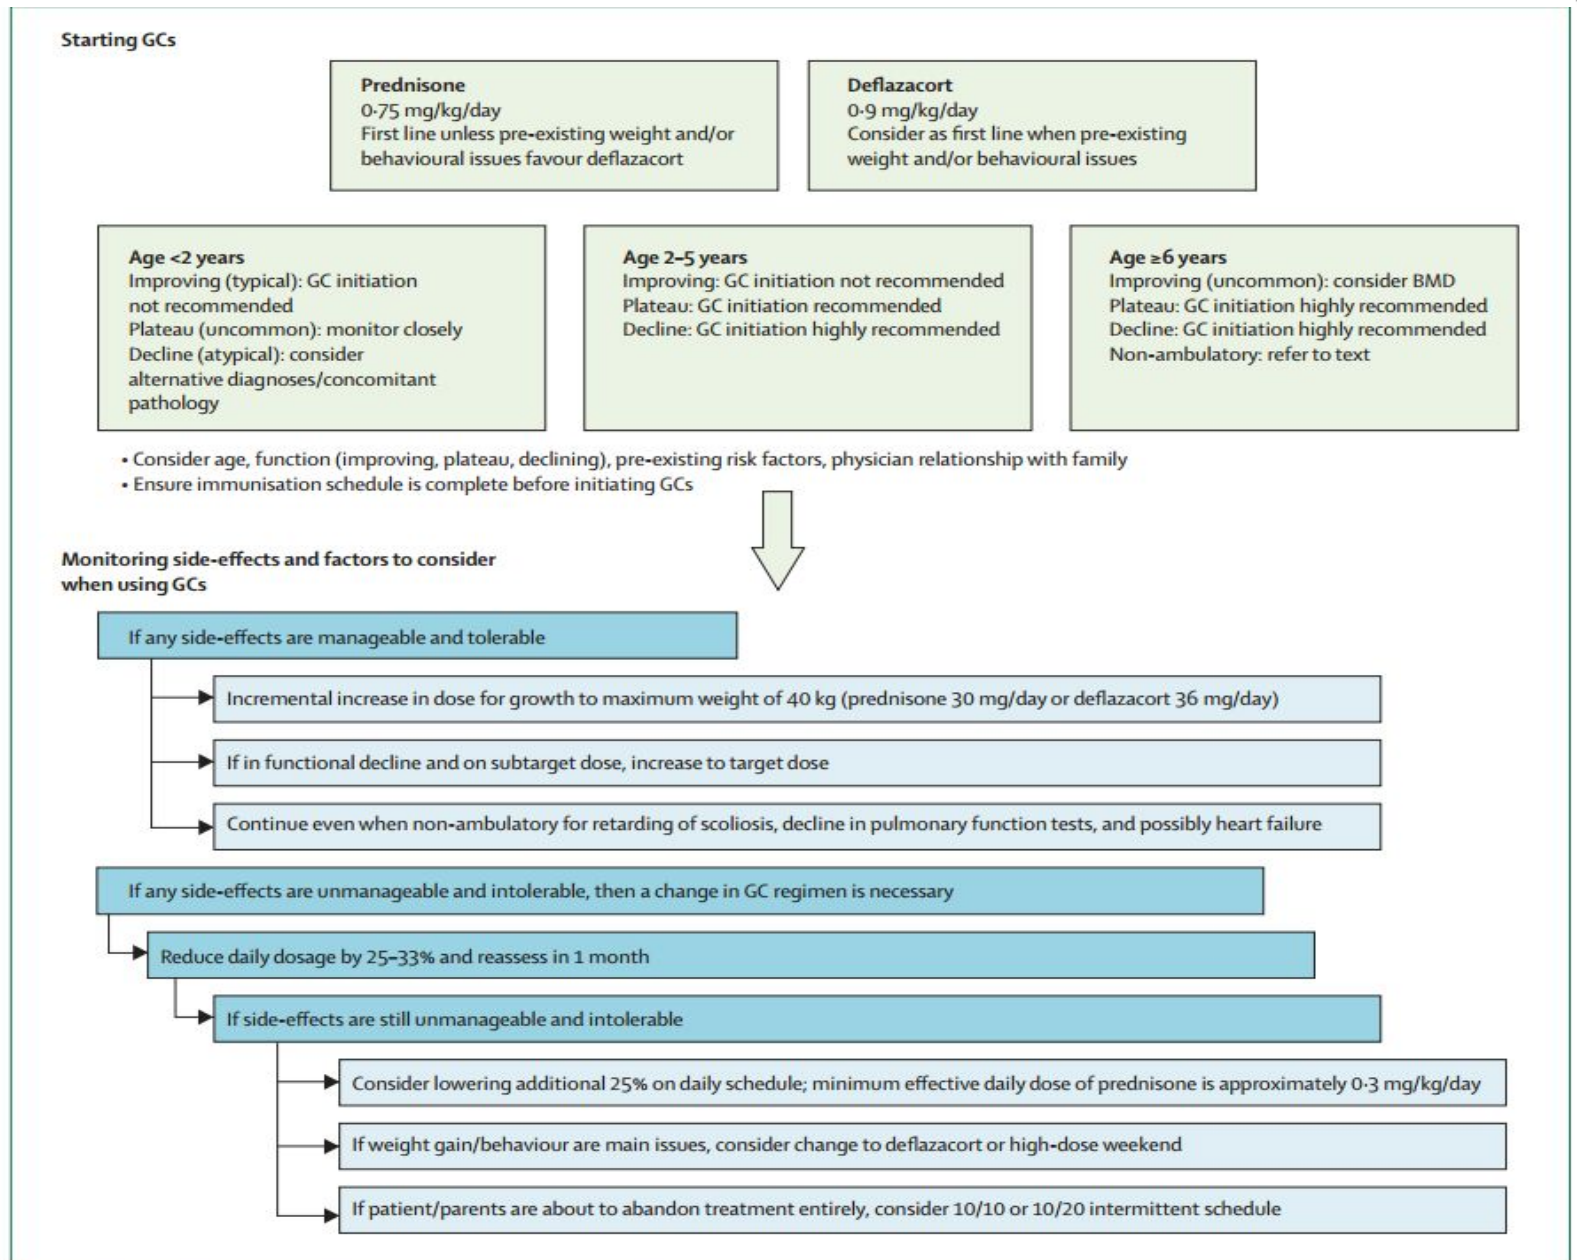 Starting GCs
Prednisone
0·75 mg/kg/day
First line unless pre-existing weight and/or
behavioural issues favour deflazacort
Deflazacort
0·9 mg/kg/day
Consider as first line when pre-existing
weight and/or behavioural issues
Age <2 years
Improving (typical): GC initiation
not recommended
Plateau (uncommon): monitor closely
Decline (atypical): consider
alternative diagnoses/concomitant
pathology
Age 2–5 years
Improving: GC initiation not recommended
Plateau: GC initiation recommended
Decline: GC initiation highly recommended
Age ≥6 years
Improving (uncommon): consider BMD
Plateau: GC initiation highly recommended
Decline: GC initiation highly recommended
Non-ambulatory: refer to text
• Consider age, function (improving, plateau, declining), pre-existing risk factors, physician relationship with family
• Ensure immunisation schedule is complete before initiating GCs
Monitoring side-effects and factors to consider
when using GCs
If any side-effects are manageable and tolerable
Incremental increase in dose for growth to maximum weight of 40 kg (prednisone 30 mg/day or deflazacort 36 mg/day)
If in functional decline and on subtarget dose, increase to target dose
Continue even when non-ambulatory for retarding of scoliosis, decline in pulmonary function tests, and possibly heart failure
If any side-effects are unmanageable and intolerable, then a change in GC regimen is necessary
Reduce daily dosage by 25–33% and reassess in 1 month
If side-effects are still unmanageable and intolerable
Consider lowering additional 25% on daily schedule; minimum effective daily dose of prednisone is approximately 0·3 mg/kg/day
If weight gain/behaviour are main issues, consider change to deflazacort or high-dose weekend
If patient/parents are about to abandon treatment entirely, consider 10/10 or 10/20 intermittent schedule